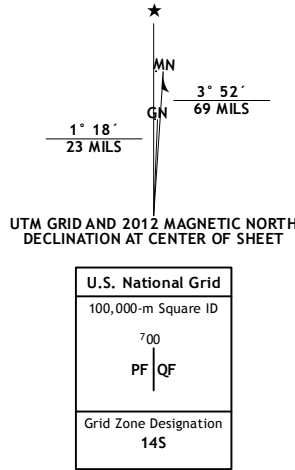 ★
MN
3° 52´
69 MILS
GN
1° 18´
23 MILS
UTM GRID AND 2012 MAGNETIC NORTH
DECLINATION AT CENTER OF SHEET
U.S. National Grid
100,000-m Square ID
⁷00
PF QF
Grid Zone Designation
14S